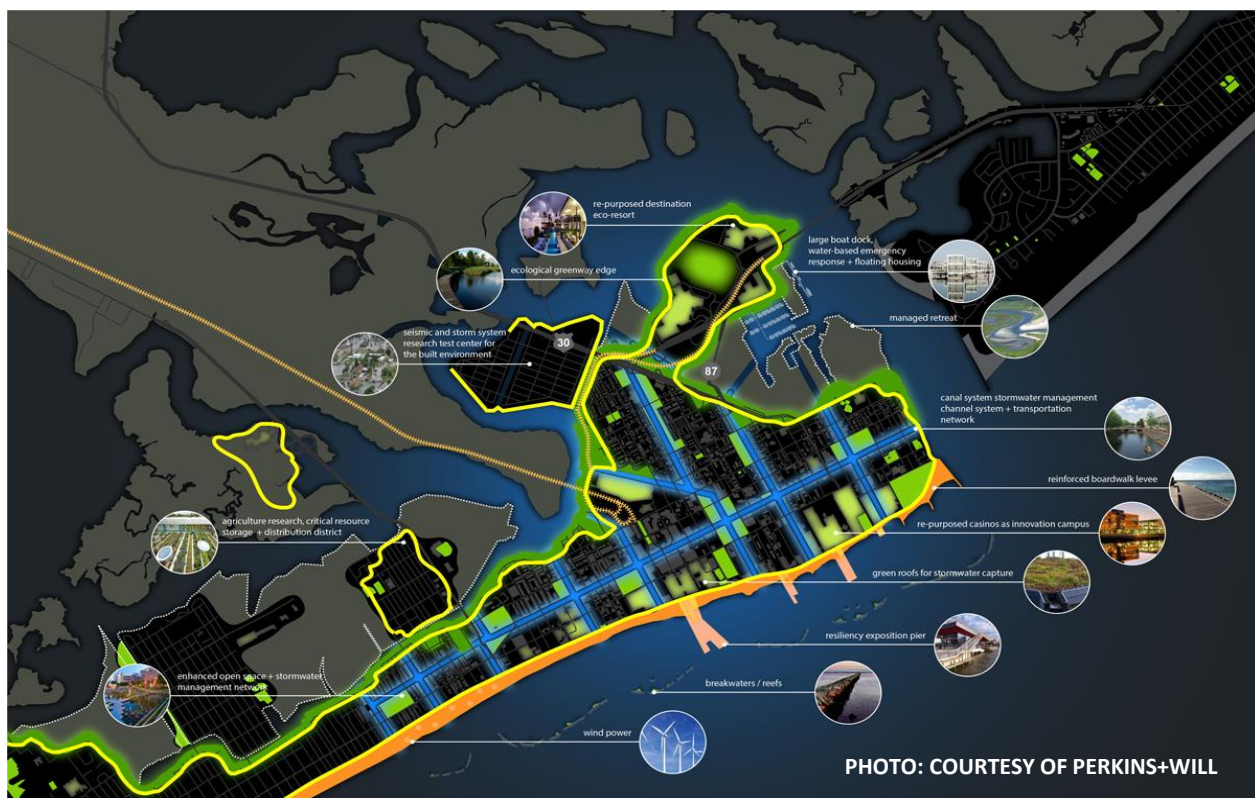 re-purposed destination
eco-resort
ecological greenway edge
large boat dock,
water-based emergency
response + floating housing
managed retreat
seismic and storm system
research test center for
the built environment
30
87
canal system stormwater management
channel system + transportation
network
reinforced boardwalk levee
agriculture research, critical resource
storage + distribution district
re-purposed casinos as innovation campus
green roofs for stormwater capture
resiliency exposition pier
enhanced open space + stormwater
management network
breakwaters / reefs
wind power
PHOTO: COURTESY OF PERKINS+WILL